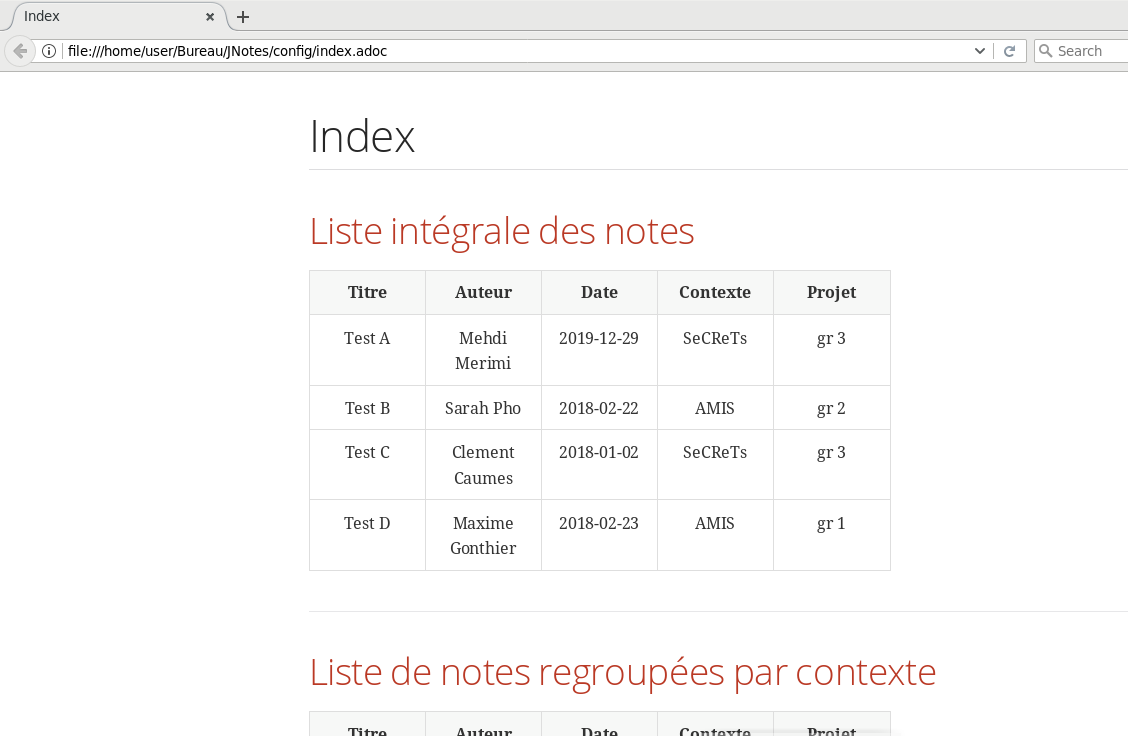 Index
file:///home/user/Bureau/JNotes/config/index.adoc
Search
Index
Liste intégrale des notes
Titre Auteur Date Contexte Projet
Test A Mehdi 2019-12-29 SeCReTs gr 3
Merimi
Test B Sarah Pho 2018-02-22 AMIS gr 2
Test C Clement 2018-01-02 SeCReTs gr 3
Caumes
Test D Maxime 2018-02-23 AMIS gr 1
Gonthier
Liste de notes regroupées par contexte
Titre Auteur Date Contexte Projet